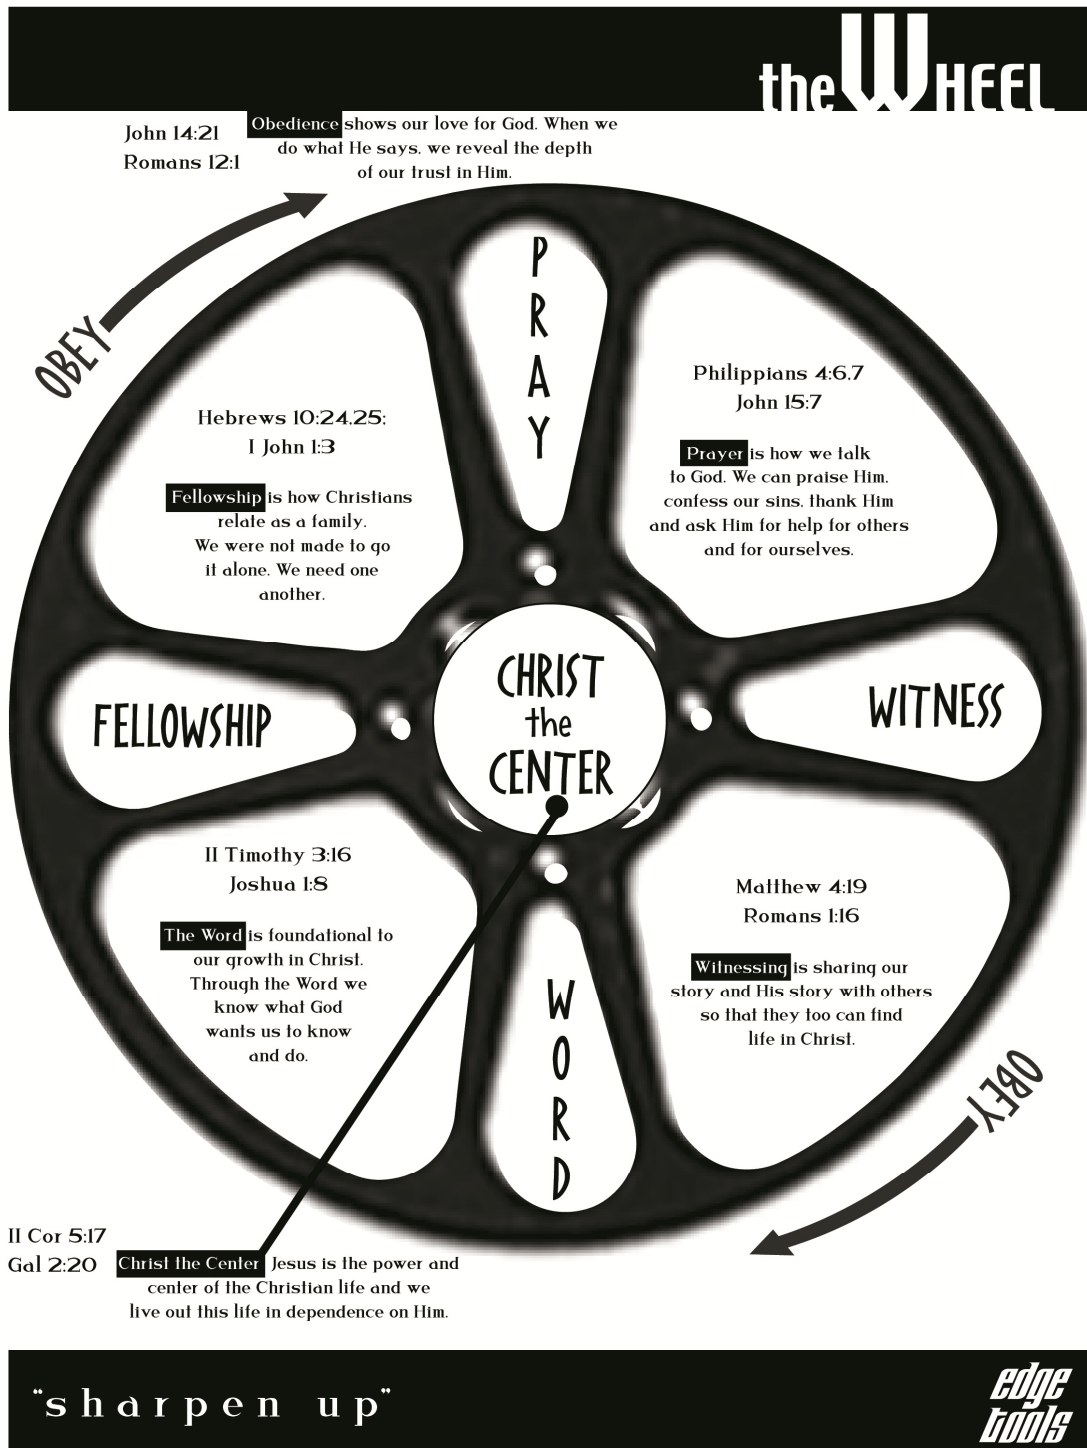 the WHEEL
John 14:21
Romans 12:1
Obedience shows our love for God. When we
do what He says, we reveal the depth
of our trust in Him.
OBEY
PRAY
Hebrews 10:24,25;
I John 1:3
Fellowship is how Christians
relate as a family.
We were not made to go
it alone. We need one
another.
Philippians 4:6,7
John 15:7
Prayer is how we talk
to God. We can praise Him,
confess our sins, thank Him
and ask Him for help for others
and for ourselves.
FELLOWSHIP
CHRIST
the
CENTER
WITNESS
II Timothy 3:16
Joshua 1:8
The Word is foundational to
our growth in Christ.
Through the Word we
know what God
wants us to know
and do.
WORD
Matthew 4:19
Romans 1:16
Witnessing is sharing our
story and His story with others
so that they too can find
life in Christ.
OBEY
II Cor 5:17
Gal 2:20
Christ the Center Jesus is the power and
center of the Christian life and we
live out this life in dependence on Him.
"sharpen up"
edge
tools